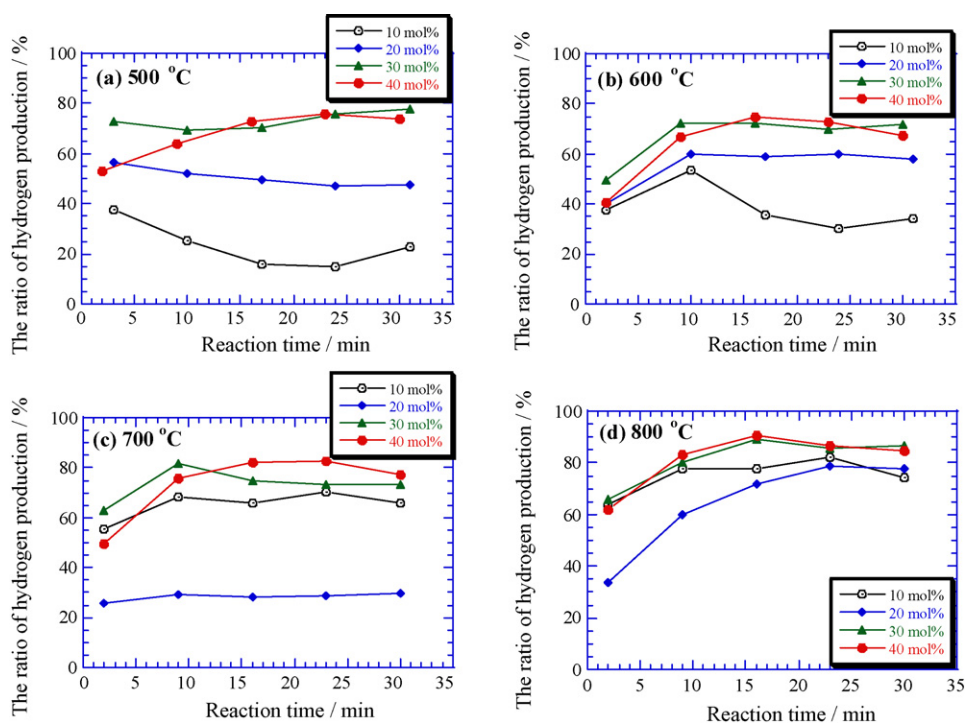 The ratio of hydrogen production / %
100
80
60
40
20
0
(a) 500 °C
10 mol%
20 mol%
30 mol%
40 mol%
0 5 10 15 20 25 30 35
Reaction time / min
The ratio of hydrogen production / %
100
80
60
40
20
0
(b) 600 °C
10 mol%
20 mol%
30 mol%
40 mol%
0 5 10 15 20 25 30 35
Reaction time / min
The ratio of hydrogen production / %
100
80
60
40
20
0
(c) 700 °C
10 mol%
20 mol%
30 mol%
40 mol%
0 5 10 15 20 25 30 35
Reaction time / min
The ratio of hydrogen production / %
100
80
60
40
20
0
(d) 800 °C
10 mol%
20 mol%
30 mol%
40 mol%
0 5 10 15 20 25 30 35
Reaction time / min